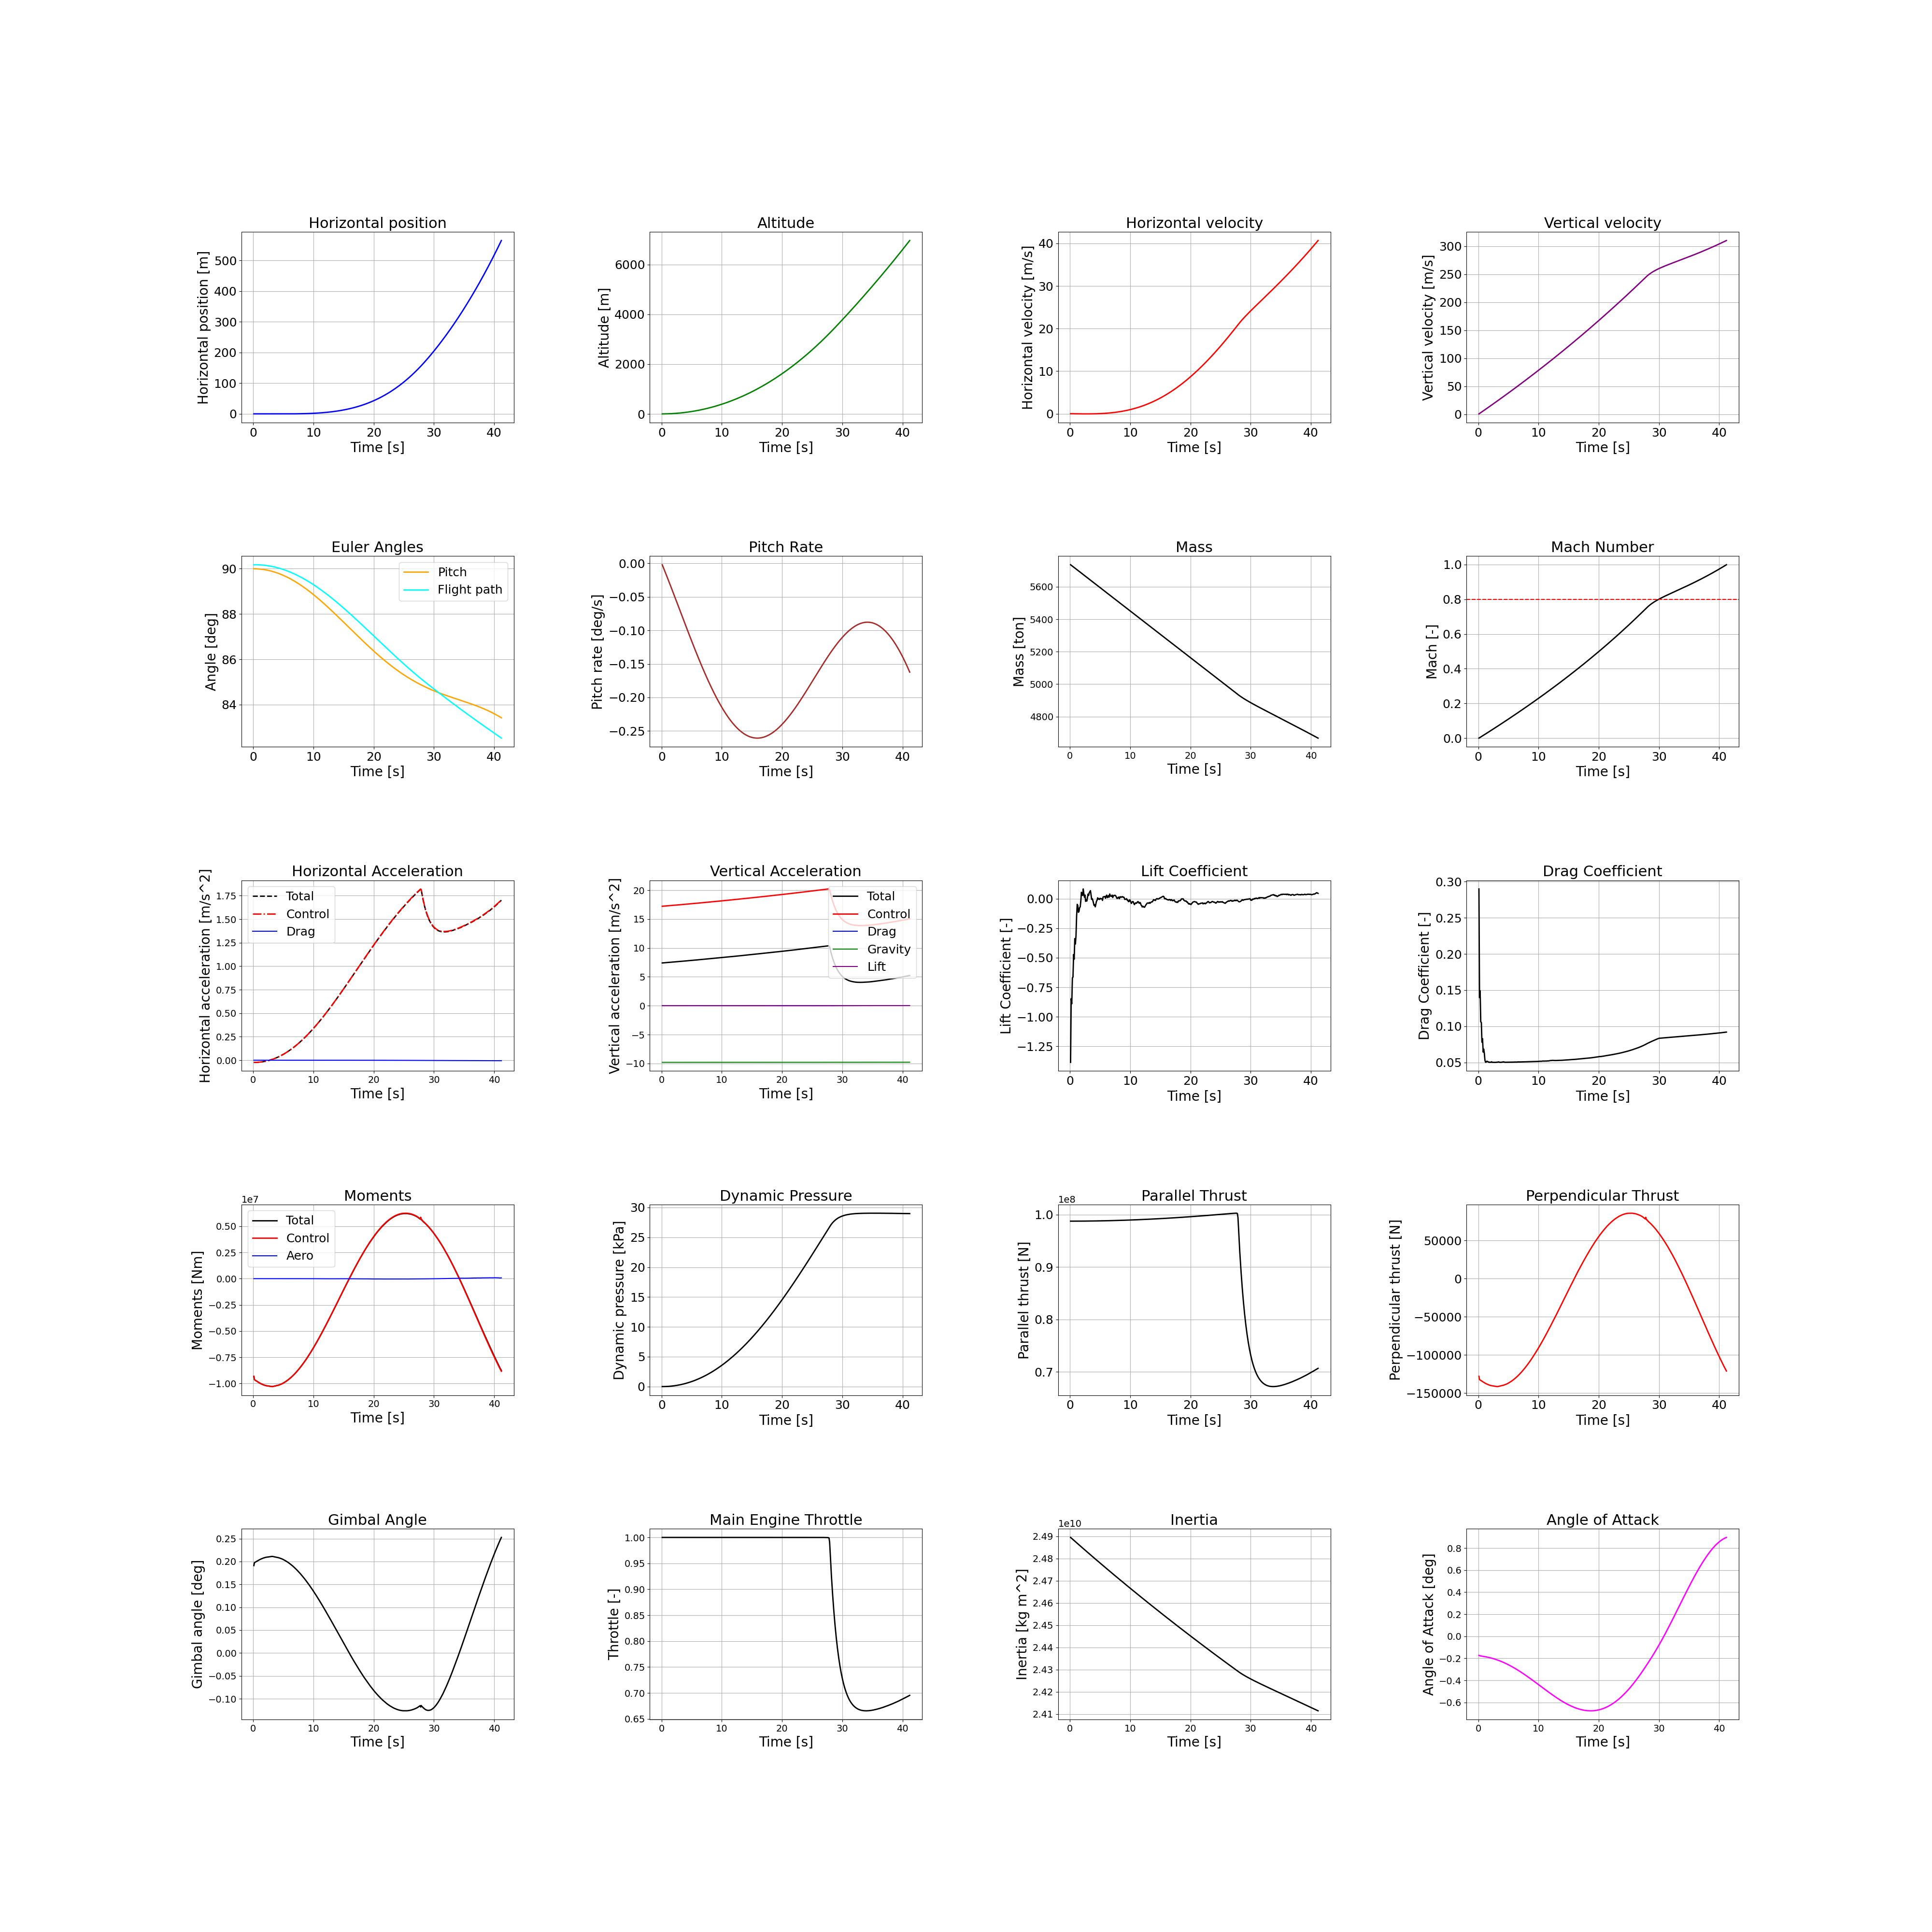 Horizontal position
Horizontal position [m]
500
400
300
200
100
0
0 10 20 30 40
Time [s]
Altitude
Altitude [m]
6000
4000
2000
0
0 10 20 30 40
Time [s]
Horizontal velocity
Horizontal velocity [m/s]
40
30
20
10
0
0 10 20 30 40
Time [s]
Vertical velocity
Vertical velocity [m/s]
300
250
200
150
100
50
0
0 10 20 30 40
Time [s]
Euler Angles
Angle [deg]
90
88
86
84
Pitch
Flight path
0 10 20 30 40
Time [s]
Pitch Rate
Pitch rate [deg/s]
0.00
−0.05
−0.10
−0.15
−0.20
−0.25
0 10 20 30 40
Time [s]
Mass
Mass [ton]
5600
5400
5200
5000
4800
0 10 20 30 40
Time [s]
Mach Number
Mach [-]
1.0
0.8
0.6
0.4
0.2
0.0
0 10 20 30 40
Time [s]
Horizontal Acceleration
Horizontal acceleration [m/s^2]
1.75
1.50
1.25
1.00
0.75
0.50
0.25
0.00
Total
Control
Drag
0 10 20 30 40
Time [s]
Vertical Acceleration
Vertical acceleration [m/s^2]
20
15
10
5
0
−5
−10
Total
Control
Drag
Gravity
Lift
0 10 20 30 40
Time [s]
Lift Coefficient
Lift Coefficient [-]
0.00
−0.25
−0.50
−0.75
−1.00
−1.25
0 10 20 30 40
Time [s]
Drag Coefficient
Drag Coefficient [-]
0.30
0.25
0.20
0.15
0.10
0.05
0 10 20 30 40
Time [s]
Moments
1e7
Moments [Nm]
0.50
0.25
0.00
−0.25
−0.50
−0.75
−1.00
Total
Control
Aero
0 10 20 30 40
Time [s]
Dynamic Pressure
Dynamic pressure [kPa]
30
25
20
15
10
5
0
0 10 20 30 40
Time [s]
Parallel Thrust
1e8
Parallel thrust [N]
1.0
0.9
0.8
0.7
0 10 20 30 40
Time [s]
Perpendicular Thrust
Perpendicular thrust [N]
50000
0
−50000
−100000
−150000
0 10 20 30 40
Time [s]
Gimbal Angle
Gimbal angle [deg]
0.25
0.20
0.15
0.10
0.05
0.00
−0.05
−0.10
0 10 20 30 40
Time [s]
Main Engine Throttle
Throttle [-]
1.00
0.95
0.90
0.85
0.80
0.75
0.70
0.65
0 10 20 30 40
Time [s]
Inertia
1e10
Inertia [kg m^2]
2.49
2.48
2.47
2.46
2.45
2.44
2.43
2.42
2.41
0 10 20 30 40
Time [s]
Angle of Attack
Angle of Attack [deg]
0.8
0.6
0.4
0.2
0.0
−0.2
−0.4
−0.6
0 10 20 30 40
Time [s]